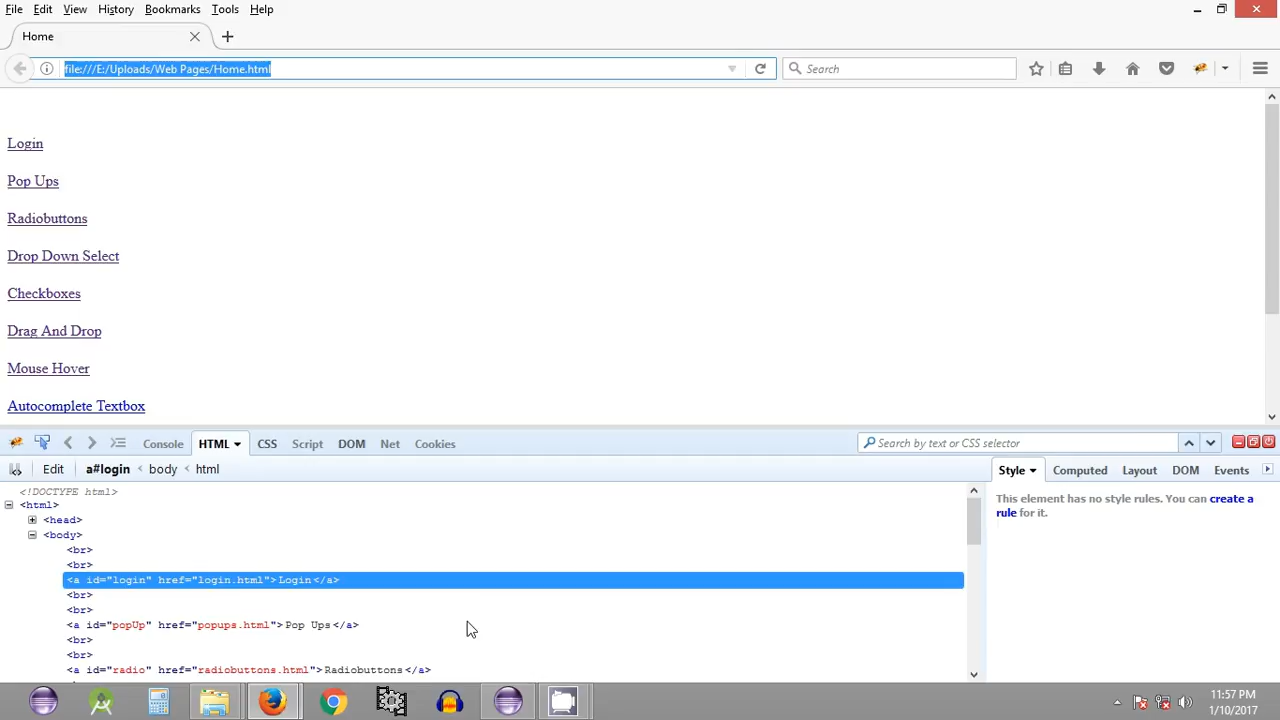 File Edit View History Bookmarks Tools Help
Home
file:///E:/Uploads/Web Pages/Home.html
Search
Login
Pop Ups
Radiobuttons
Drop Down Select
Checkboxes
Drag And Drop
Mouse Hover
Autocomplete Textbox
Console HTML CSS Script DOM Net Cookies
Search by text or CSS selector
Edit a#login < body < html
Style Computed Layout DOM Events
<!DOCTYPE html>
<html>
<head>
<body>
<br>
<br>
<a id="login" href="login.html">Login</a>
<br>
<br>
<a id="popUp" href="popups.html">Pop Ups</a>
<br>
<br>
<a id="radio" href="radiobuttons.html">Radiobuttons</a>
This element has no style rules. You can create a
rule for it.
11:57 PM
1/10/2017